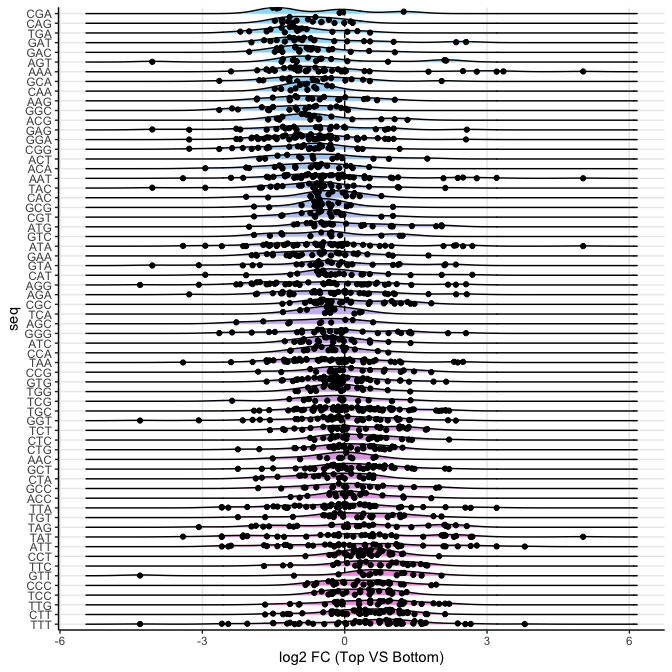 CGA
CAG
TGA
GAT
GAC
AGT
AAA
GCA
CAA
AAG
GGC
ACG
GAG
GGA
CGG
ACT
ACA
AAT
TAC
CAC
GCG
CGT
ATG
GTC
ATA
GAA
GTA
CAT
AGG
AGA
CGC
TCA
AGC
GGG
ATC
CCA
TAA
CCG
GTG
TGG
TCG
TGC
GGT
TCT
CTC
CTG
AAC
GCT
CTA
GCC
ACC
TTA
TGT
TAG
TAT
ATT
CCT
TTC
GTT
CCC
TCC
TTG
CTT
TTT
seq
-6 -3 0 3 6
log2 FC (Top VS Bottom)